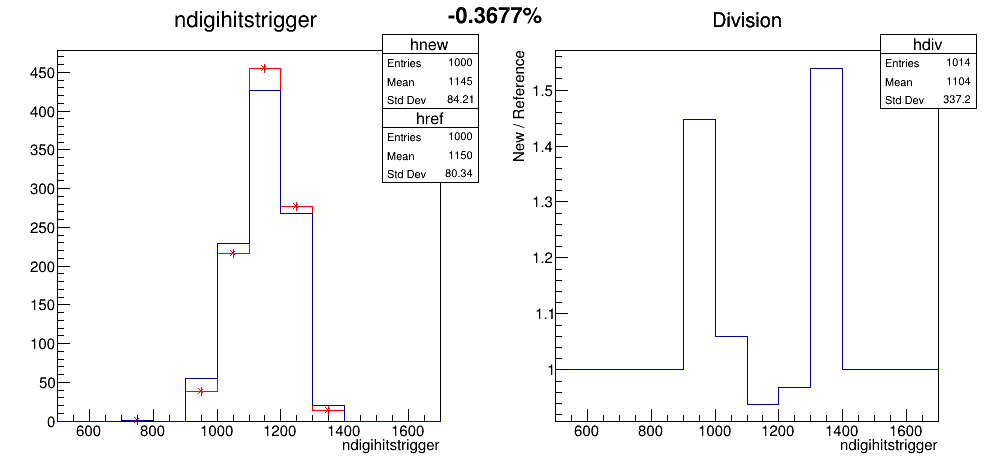 ndigihitstrigger
-0.3677%
Division
hnew
Entries 1000
Mean 1145
Std Dev 84.21
href
Entries 1000
Mean 1150
Std Dev 80.34
450
400
350
300
250
200
150
100
50
0
600 800 1000 1200 1400 1600
ndigihitstrigger
hdiv
Entries 1014
Mean 1104
Std Dev 337.2
New / Reference
1.5
1.4
1.3
1.2
1.1
1
600 800 1000 1200 1400 1600
ndigihitstrigger